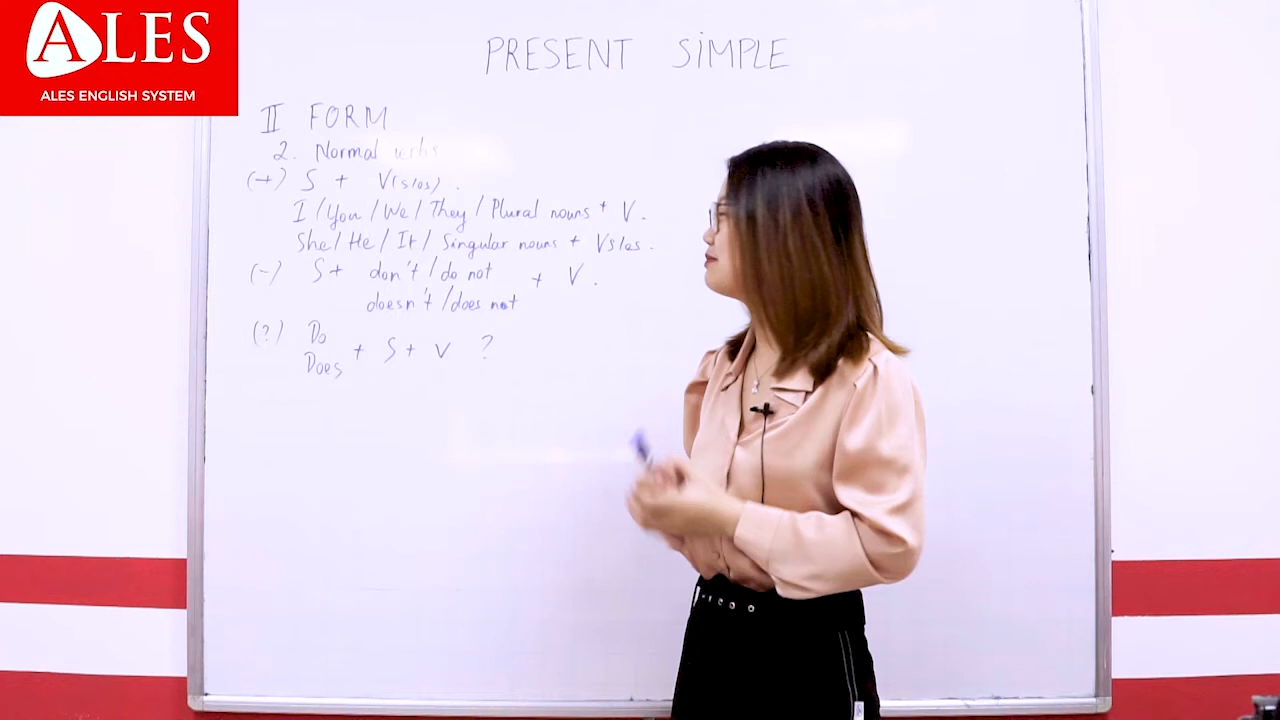 ALES
ALES ENGLISH SYSTEM
PRESENT SIMPLE
II FORM
2. Normal verbs
(+) S + V(s/es).
I / You / We / They / Plural nouns + V.
She / He / It / Singular nouns + Vs/es.
(-) S + don't / do not + V.
doesn't / does not
(?) Do
Does + S + V ?